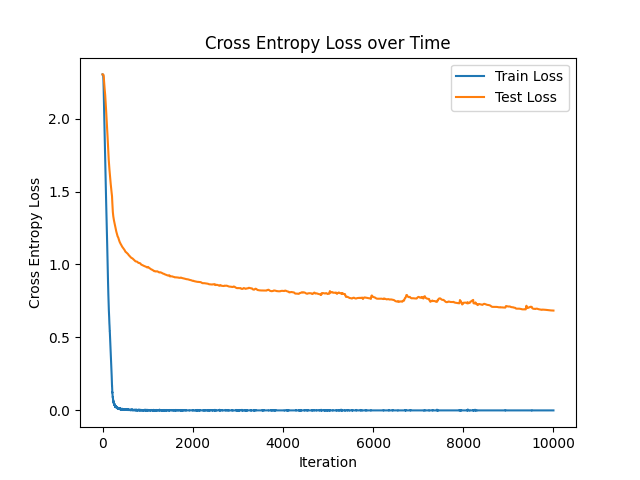 Cross Entropy Loss over Time
Train Loss
Test Loss
2.0
1.5
1.0
0.5
0.0
Cross Entropy Loss
0 2000 4000 6000 8000 10000
Iteration